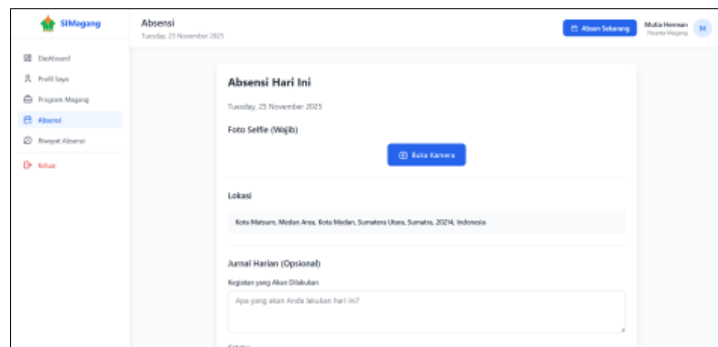 SIMagang
Dashboard
Profil Saya
Program Magang
Absensi
Riwayat Absensi
Keluar
Absensi
Tuesday, 25 November 2025
Absen Sekarang
Mutia Herman
Peserta Magang
M
Absensi Hari Ini
Tuesday, 25 November 2025
Foto Selfie (Wajib)
Buka Kamera
Lokasi
Kota Matsum, Medan Area, Kota Medan, Sumatera Utara, Sumatra, 20214, Indonesia
Jurnal Harian (Opsional)
Kegiatan yang Akan Dilakukan
Apa yang akan Anda lakukan hari ini?